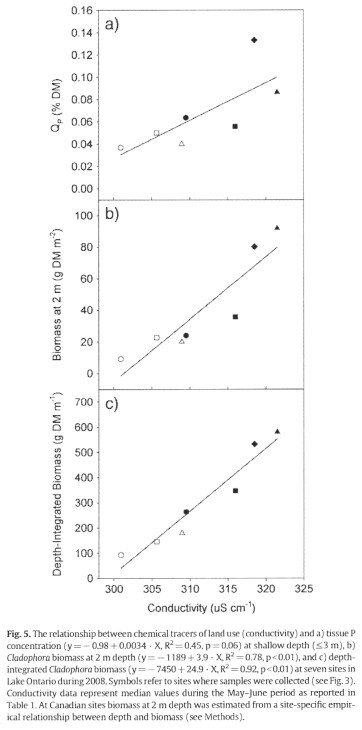 0.16
a)
0.14
0.12
0.10
0.08
0.06
0.04
0.02
0.00
Qp (% DM)
100
b)
80
60
40
20
0
Biomass at 2 m (g DM m-2)
700
c)
600
500
400
300
200
100
0
Depth-Integrated Biomass (g DM m-1)
300 305 310 315 320 325
Conductivity (uS cm-1)
Fig. 5. The relationship between chemical tracers of land use (conductivity) and a) tissue P
concentration (y = − 0.98 + 0.0034 · X, R2 = 0.45, p = 0.06) at shallow depth (≤3 m), b)
Cladophora biomass at 2 m depth (y = − 1189 + 3.9 · X, R2 = 0.78, p<0.01), and c) depth-
integrated Cladophora biomass (y = − 7450 + 24.9 · X, R2 = 0.92, p<0.01) at seven sites in
Lake Ontario during 2008. Symbols refer to sites where samples were collected (see Fig. 3).
Conductivity data represent median values during the May–June period as reported in
Table 1. At Canadian sites biomass at 2 m depth was estimated from a site-specific empir-
ical relationship between depth and biomass (see Methods).